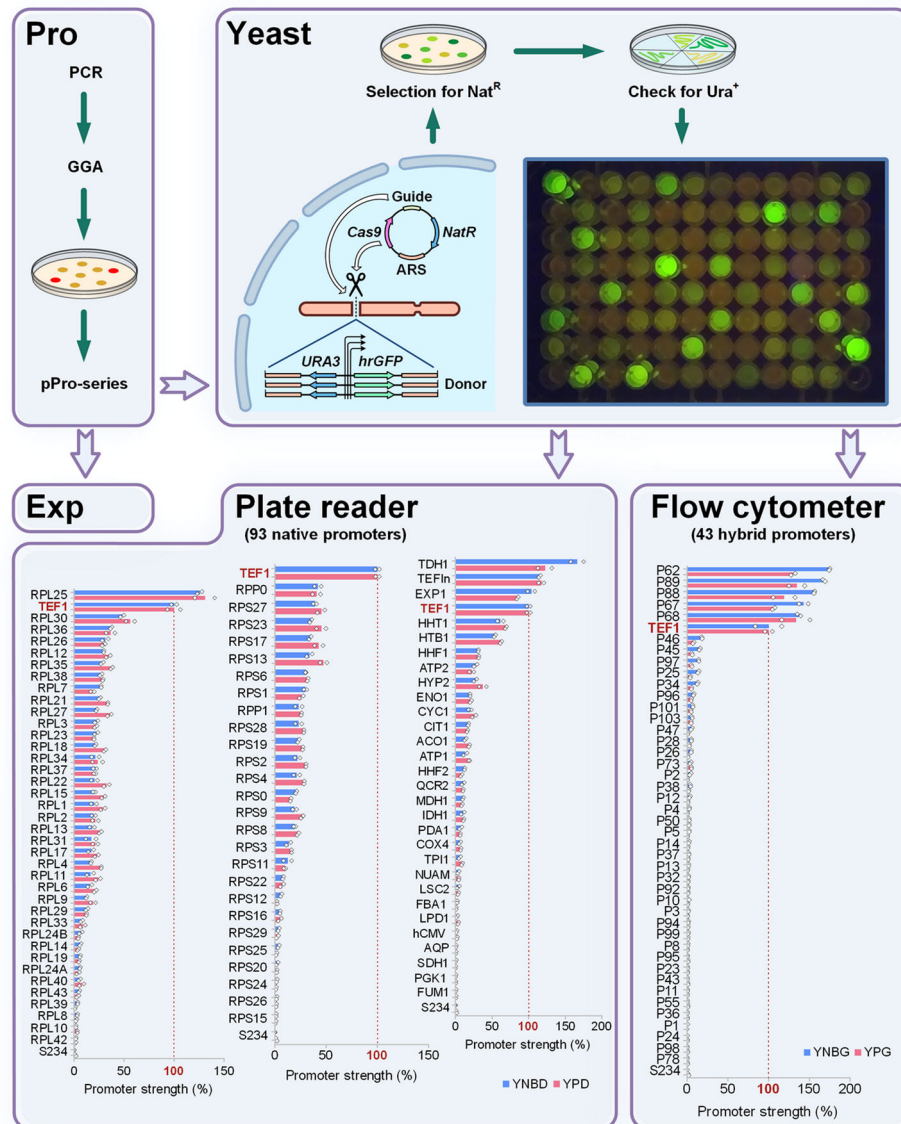 Pro
PCR
GGA
pPro-series
Yeast
Selection for NatR
Check for Ura+
Guide
Cas9
NatR
ARS
URA3
hrGFP
Donor
Exp
RPL25
TEF1
RPL30
RPL36
RPL26
RPL12
RPL35
RPL38
RPL7
RPL21
RPL27
RPL3
RPL23
RPL18
RPL34
RPL37
RPL22
RPL15
RPL1
RPL2
RPL13
RPL31
RPL17
RPL4
RPL11
RPL6
RPL9
RPL29
RPL33
RPL24B
RPL14
RPL19
RPL24A
RPL40
RPL43
RPL39
RPL8
RPL10
RPL42
S234
0 50 100 150
Promoter strength (%)
Plate reader
(93 native promoters)
TEF1
RPP0
RPS27
RPS23
RPS17
RPS13
RPS6
RPS1
RPP1
RPS28
RPS19
RPS2
RPS4
RPS0
RPS9
RPS8
RPS3
RPS11
RPS22
RPS12
RPS16
RPS29
RPS25
RPS20
RPS24
RPS26
RPS15
S234
0 50 100 150
Promoter strength (%)
TDH1
TEFIn
EXP1
TEF1
HHT1
HTB1
HHF1
ATP2
HYP2
ENO1
CYC1
CIT1
ACO1
ATP1
HHF2
QCR2
MDH1
IDH1
PDA1
COX4
TPI1
NUAM
LSC2
FBA1
LPD1
hCMV
AQP
SDH1
PGK1
FUM1
S234
0 50 100 150 200
Promoter strength (%)
YNBD YPD
Flow cytometer
(43 hybrid promoters)
P62
P89
P88
P67
P68
TEF1
P46
P45
P97
P25
P34
P96
P101
P103
P47
P28
P26
P73
P2
P38
P12
P4
P50
P5
P14
P37
P13
P32
P92
P10
P3
P94
P99
P8
P95
P23
P43
P11
P55
P36
P1
P24
P98
P78
S234
YNBG YPG
0 50 100 150 200
Promoter strength (%)